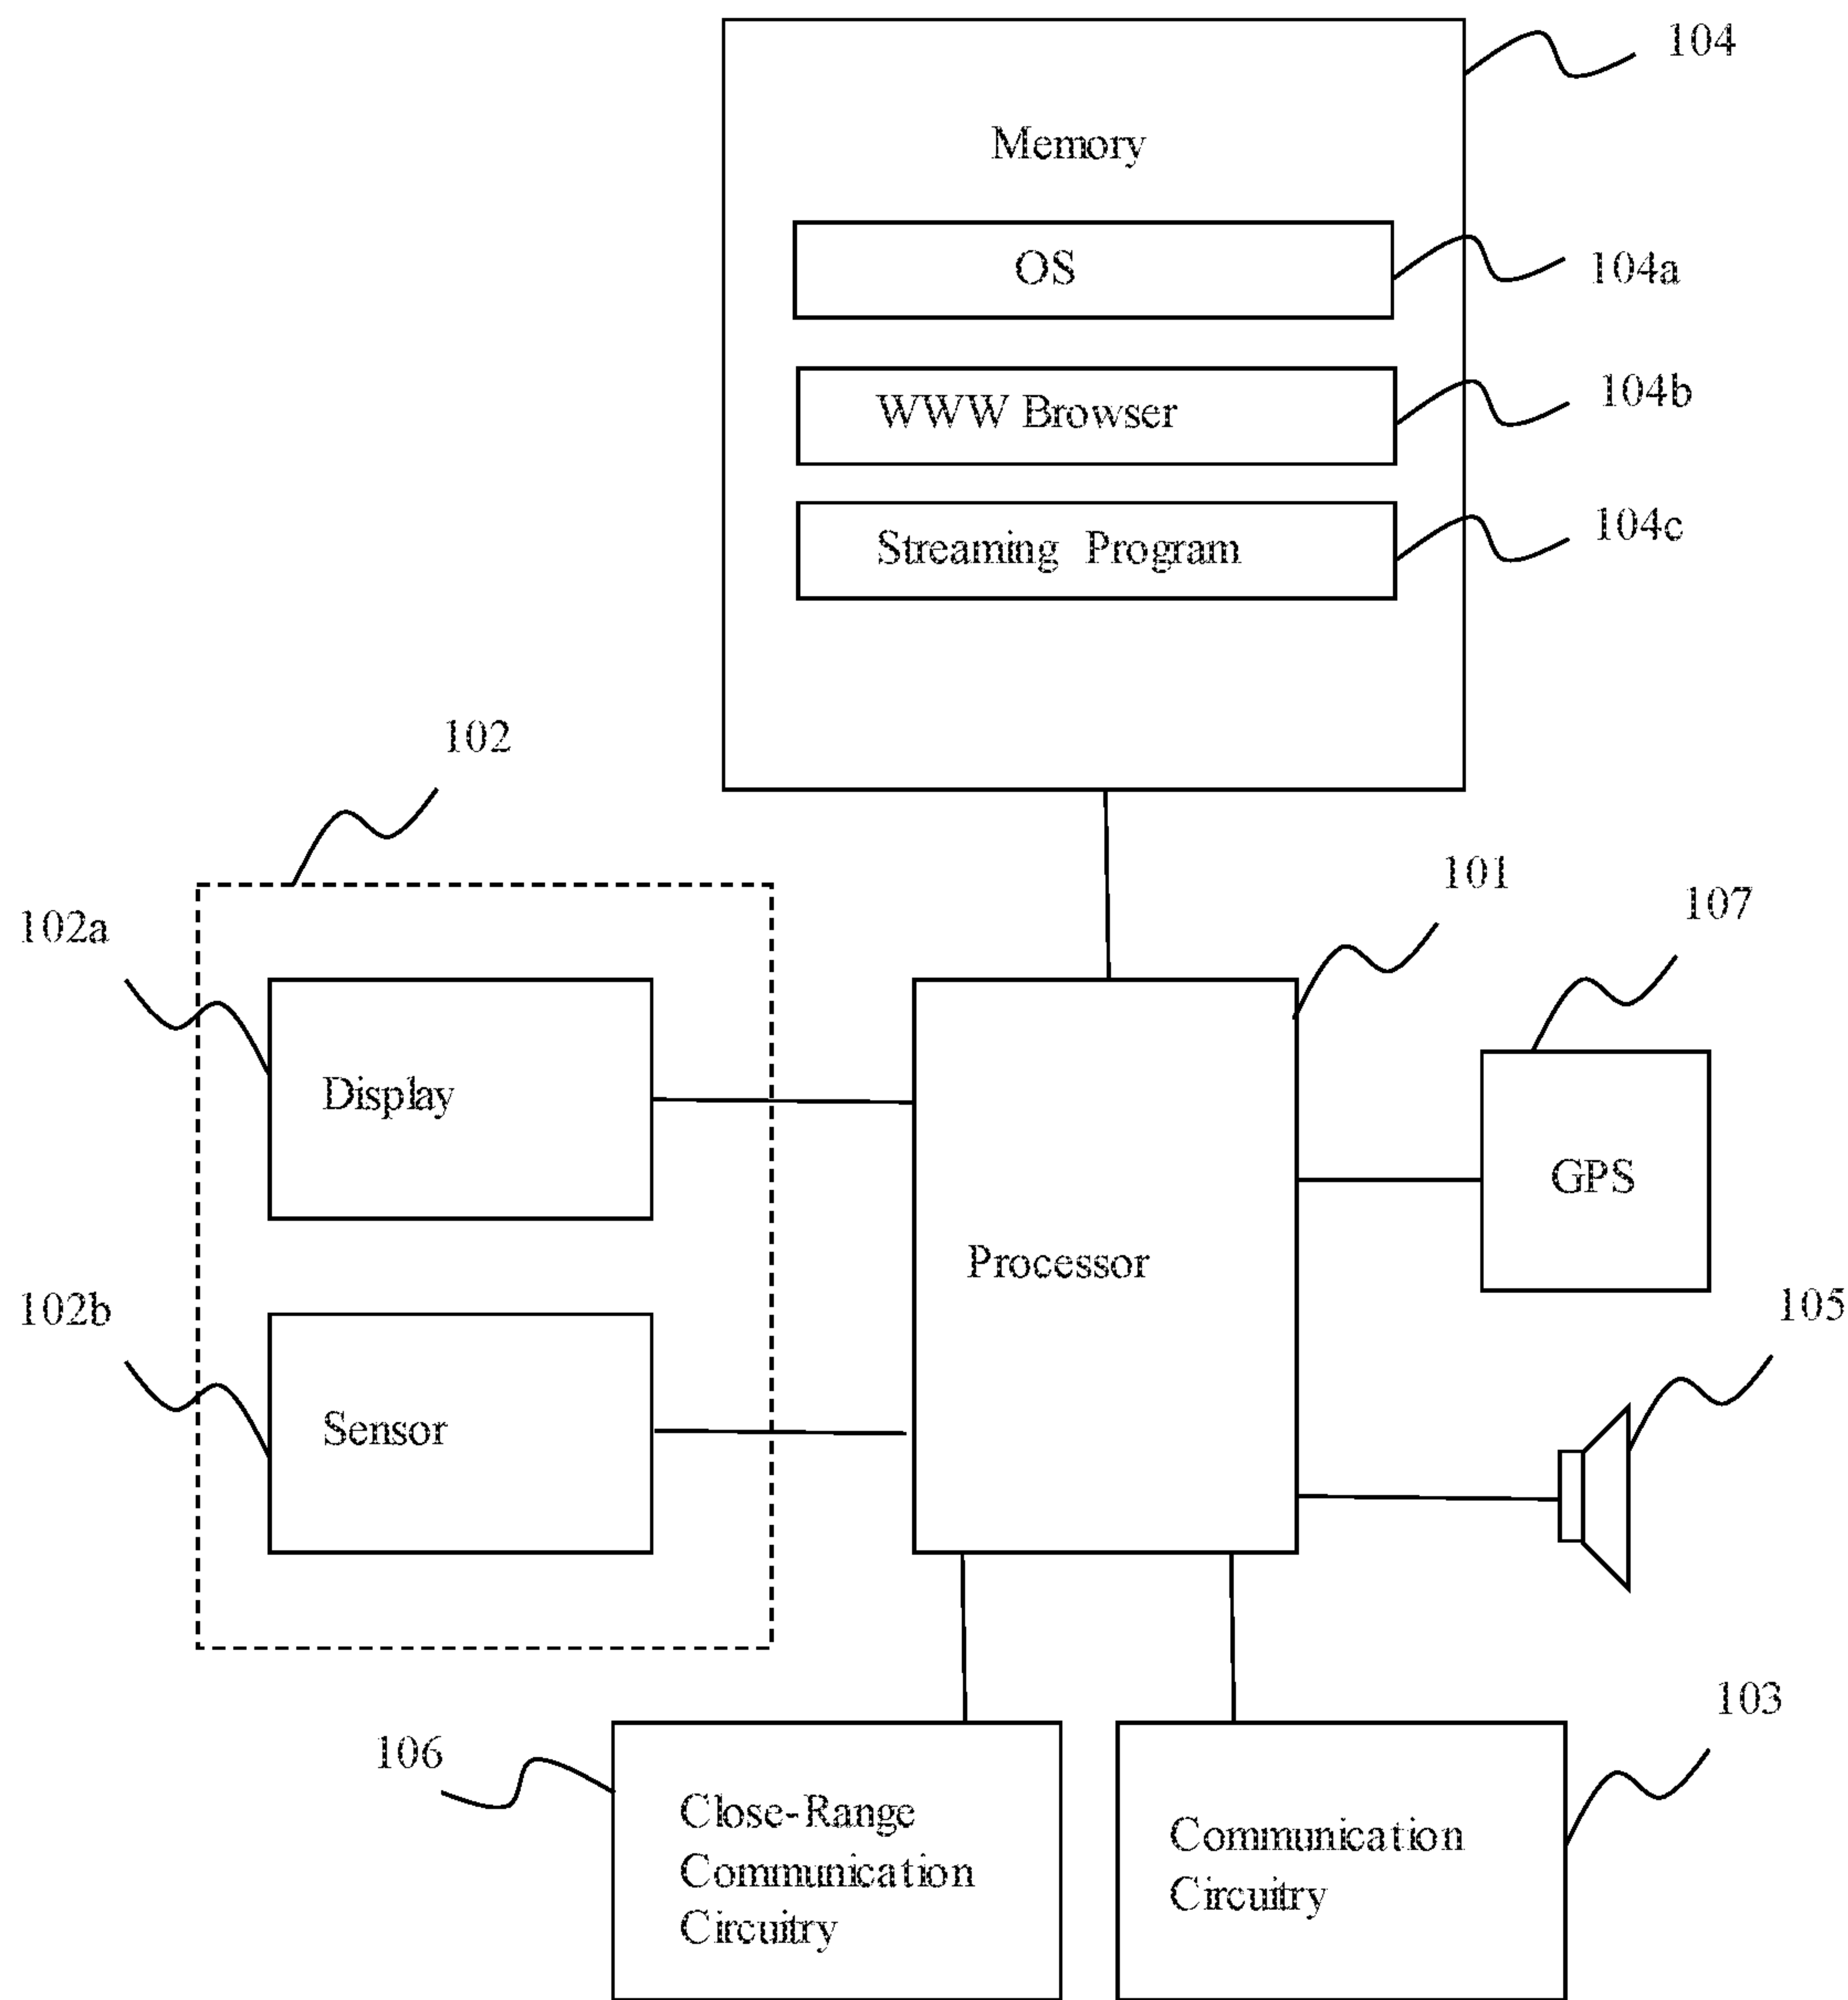 104
Memory
OS
104a
WWW Browser
104b
Streaming Program
104c
102
101
107
102a
Display
GPS
Processor
102b
105
Sensor
103
106
Close-Range
Communication
Circuitry
Communication
Circuitry